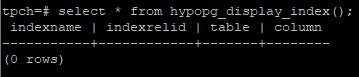 tpch=# select * from hypopg_display_index();
 indexname | indexrelid | table | column
-----------+------------+-------+--------
(0 rows)